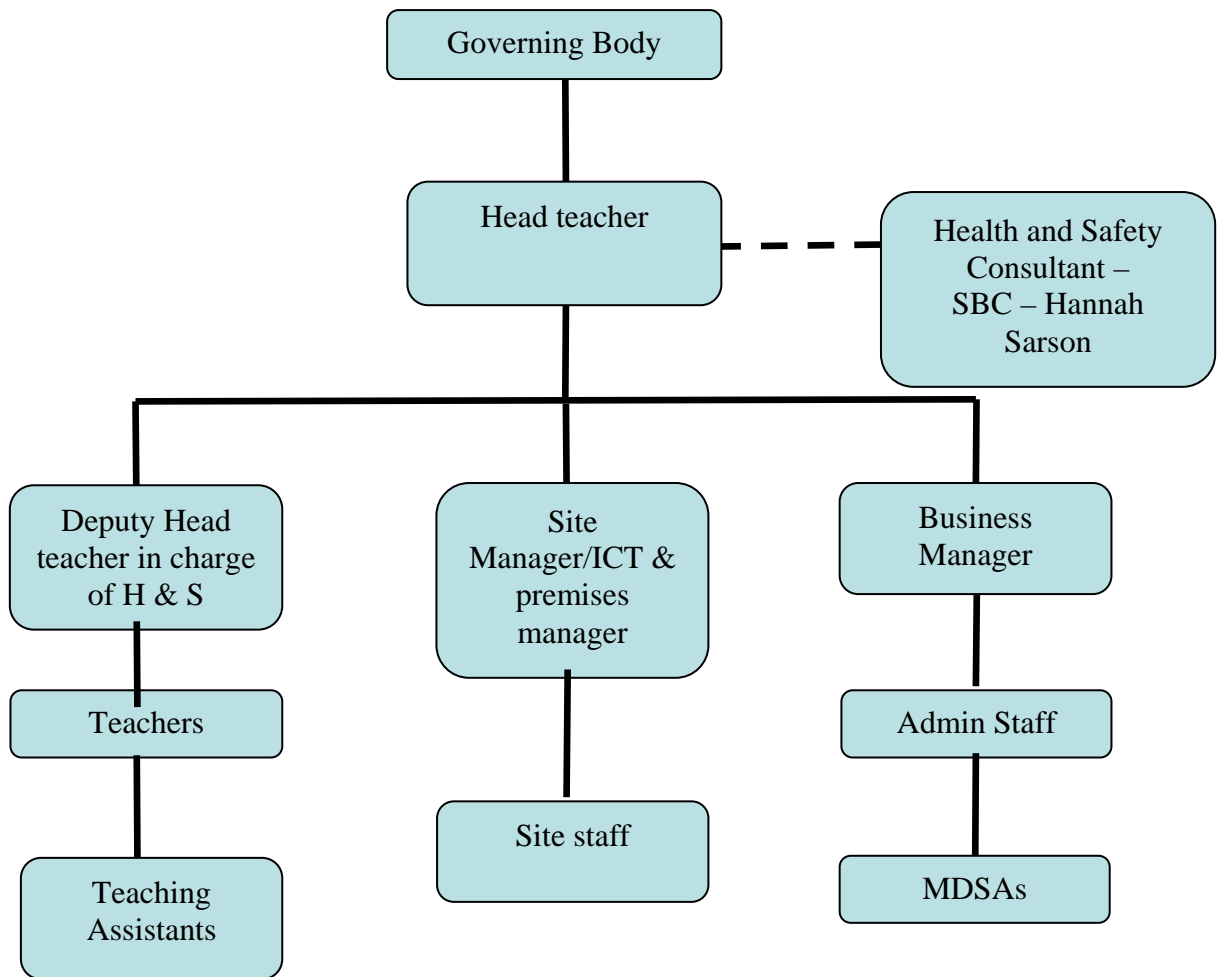 Governing Body
Head teacher
Health and Safety
Consultant –
SBC – Hannah
Sarson
Deputy Head
teacher in charge
of H & S
Site
Manager/ICT &
premises
manager
Business
Manager
Teachers
Admin Staff
Site staff
Teaching
Assistants
MDSAs